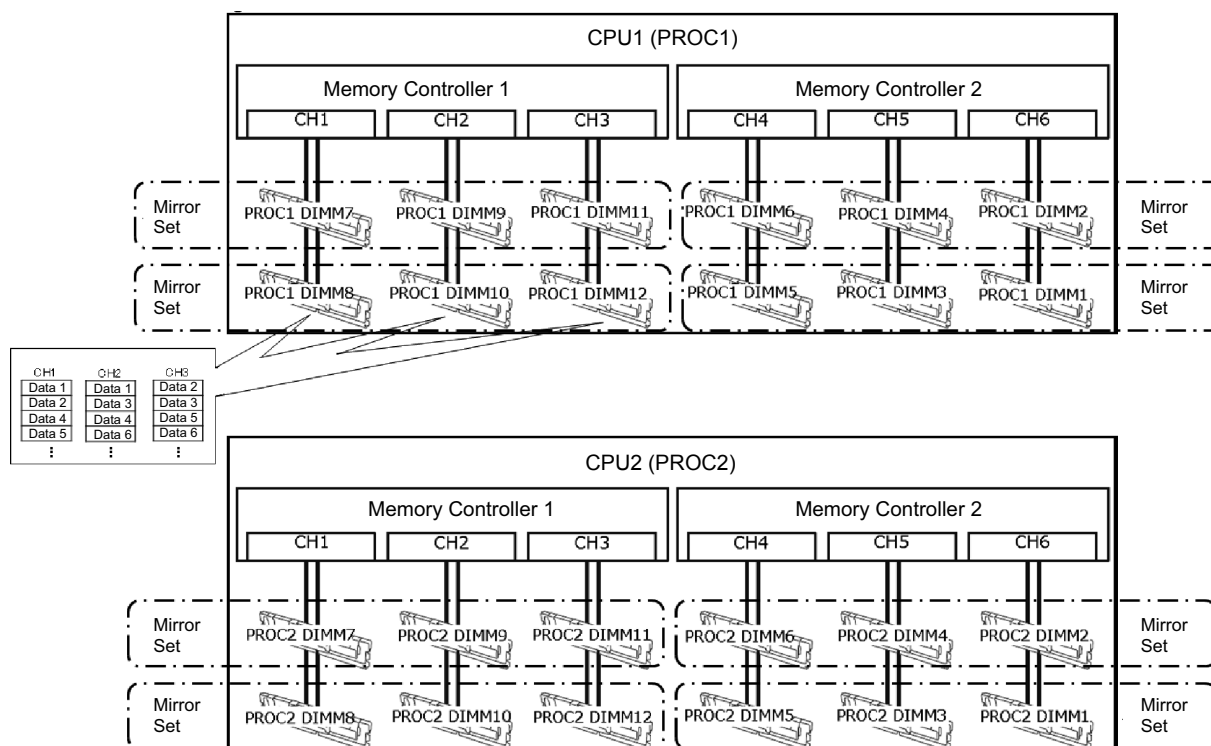 CPU1 (PROC1)
Memory Controller 1
Memory Controller 2
CH1
CH2
CH3
CH4
CH5
CH6
Mirror
Set
PROC1 DIMM7
PROC1 DIMM9
PROC1 DIMM11
PROC1 DIMM6
PROC1 DIMM4
PROC1 DIMM2
Mirror
Set
Mirror
Set
PROC1 DIMM8
PROC1 DIMM10
PROC1 DIMM12
PROC1 DIMM5
PROC1 DIMM3
PROC1 DIMM1
Mirror
Set
CH1
CH2
CH3
Data 1
Data 1
Data 2
Data 2
Data 3
Data 3
Data 4
Data 4
Data 5
Data 5
Data 6
Data 6
CPU2 (PROC2)
Memory Controller 1
Memory Controller 2
CH1
CH2
CH3
CH4
CH5
CH6
Mirror
Set
PROC2 DIMM7
PROC2 DIMM9
PROC2 DIMM11
PROC2 DIMM6
PROC2 DIMM4
PROC2 DIMM2
Mirror
Set
Mirror
Set
PROC2 DIMM8
PROC2 DIMM10
PROC2 DIMM12
PROC2 DIMM5
PROC2 DIMM3
PROC2 DIMM1
Mirror
Set